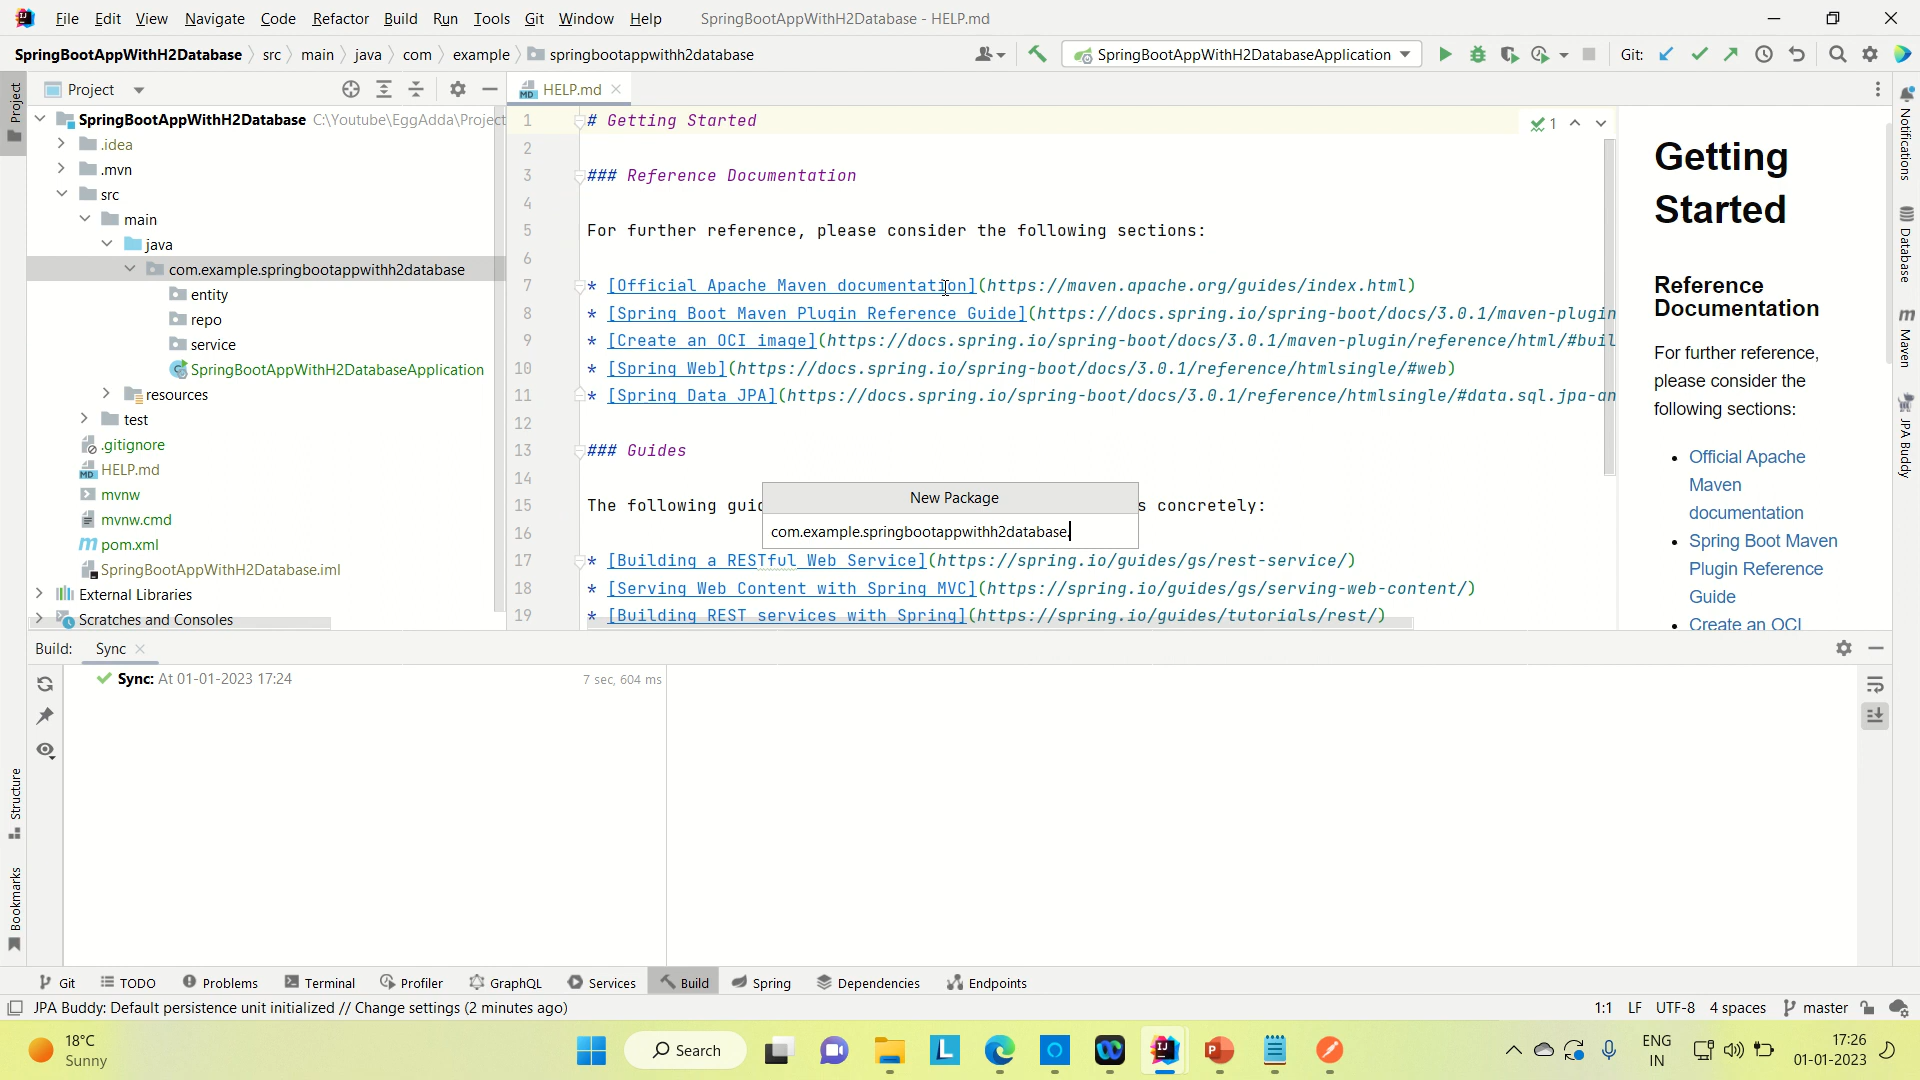 File Edit View Navigate Code Refactor Build Run Tools Git Window Help SpringBootAppWithH2Database - HELP.md
SpringBootAppWithH2Database src main java com example springbootappwithh2database SpringBootAppWithH2DatabaseApplication Git:
Project
Project
HELP.md
SpringBootAppWithH2Database C:\Youtube\EggAdda\Project
.idea
.mvn
src
main
java
com.example.springbootappwithh2database
entity
repo
service
SpringBootAppWithH2DatabaseApplication
resources
test
.gitignore
HELP.md
mvnw
mvnw.cmd
pom.xml
SpringBootAppWithH2Database.iml
External Libraries
Scratches and Consoles
1 # Getting Started
2
3 ### Reference Documentation
4
5 For further reference, please consider the following sections:
6
7 * [Official Apache Maven documentation](https://maven.apache.org/guides/index.html)
8 * [Spring Boot Maven Plugin Reference Guide](https://docs.spring.io/spring-boot/docs/3.0.1/maven-plugin
9 * [Create an OCI image](https://docs.spring.io/spring-boot/docs/3.0.1/maven-plugin/reference/html/#buil
10 * [Spring Web](https://docs.spring.io/spring-boot/docs/3.0.1/reference/htmlsingle/#web)
11 * [Spring Data JPA](https://docs.spring.io/spring-boot/docs/3.0.1/reference/htmlsingle/#data.sql.jpa-an
12
13 ### Guides
14
15 The following guid s concretely:
16
17 * [Building a RESTful Web Service](https://spring.io/guides/gs/rest-service/)
18 * [Serving Web Content with Spring MVC](https://spring.io/guides/gs/serving-web-content/)
19 * [Building REST services with Spring](https://spring.io/guides/tutorials/rest/)
1
New Package
com.example.springbootappwithh2database.
Getting
Started
Reference
Documentation
For further reference,
please consider the
following sections:
• Official Apache
Maven
documentation
• Spring Boot Maven
Plugin Reference
Guide
• Create an OCI
Notifications
Database
Maven
JPA Buddy
Build: Sync
Sync: At 01-01-2023 17:24 7 sec, 604 ms
Structure
Bookmarks
Git TODO Problems Terminal Profiler GraphQL Services Build Spring Dependencies Endpoints
JPA Buddy: Default persistence unit initialized // Change settings (2 minutes ago) 1:1 LF UTF-8 4 spaces master
18°C
Sunny
Search
ENG
IN
17:26
01-01-2023